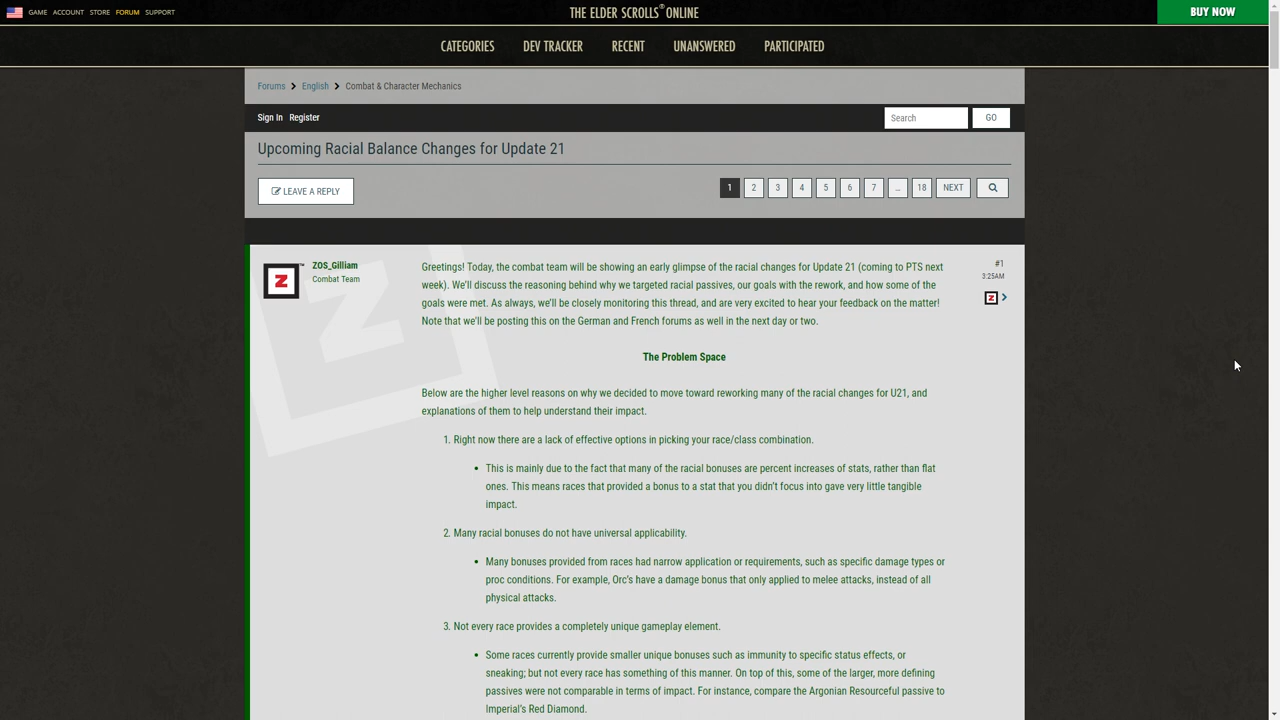 GAME ACCOUNT STORE FORUM SUPPORT
THE ELDER SCROLLS® ONLINE
BUY NOW
CATEGORIES DEV TRACKER RECENT UNANSWERED PARTICIPATED
Forums English Combat & Character Mechanics
Sign In Register
Search GO
Upcoming Racial Balance Changes for Update 21
LEAVE A REPLY
1 2 3 4 5 6 7 … 18 NEXT
ZOS_Gilliam
Combat Team
#1
3:25AM
Greetings! Today, the combat team will be showing an early glimpse of the racial changes for Update 21 (coming to PTS next
week). We'll discuss the reasoning behind why we targeted racial passives, our goals with the rework, and how some of the
goals were met. As always, we'll be closely monitoring this thread, and are very excited to hear your feedback on the matter!
Note that we'll be posting this on the German and French forums as well in the next day or two.
The Problem Space
Below are the higher level reasons on why we decided to move toward reworking many of the racial changes for U21, and
explanations of them to help understand their impact.
1. Right now there are a lack of effective options in picking your race/class combination.
• This is mainly due to the fact that many of the racial bonuses are percent increases of stats, rather than flat
ones. This means races that provided a bonus to a stat that you didn't focus into gave very little tangible
impact.
2. Many racial bonuses do not have universal applicability.
• Many bonuses provided from races had narrow application or requirements, such as specific damage types or
proc conditions. For example, Orc's have a damage bonus that only applied to melee attacks, instead of all
physical attacks.
3. Not every race provides a completely unique gameplay element.
• Some races currently provide smaller unique bonuses such as immunity to specific status effects, or
sneaking; but not every race has something of this manner. On top of this, some of the larger, more defining
passives were not comparable in terms of impact. For instance, compare the Argonian Resourceful passive to
Imperial's Red Diamond.